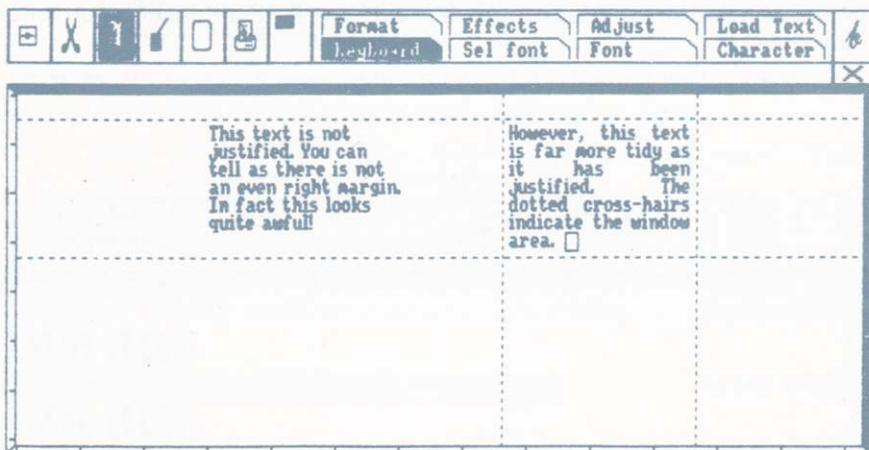 Format Effects Adjust Load Text
keyboard Sel font Font Character
This text is not
justified. You can
tell as there is not
an even right margin.
In fact this looks
quite awful!
However, this text
is far more tidy as
it has been
justified. The
dotted cross-hairs
indicate the window
area.